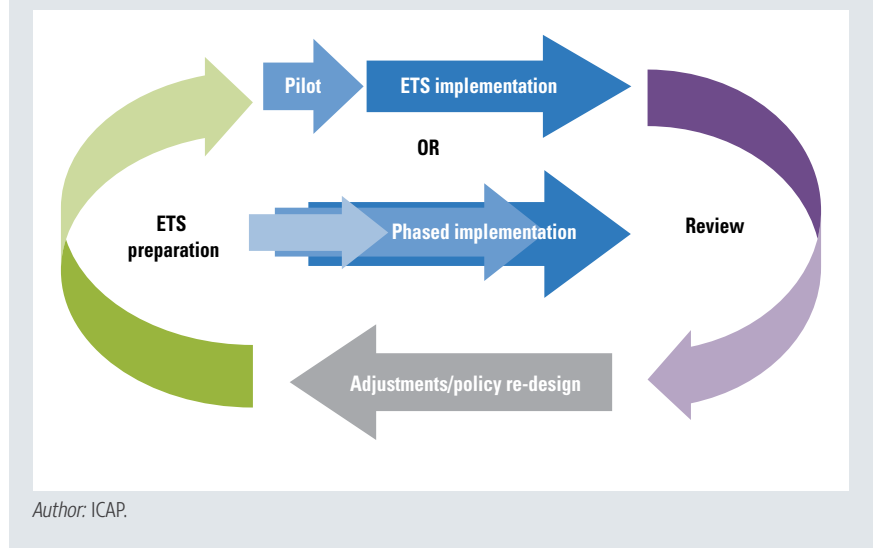 Pilot
ETS implementation
OR
ETS
preparation
Phased implementation
Review
Adjustments/policy re-design
Author: ICAP.